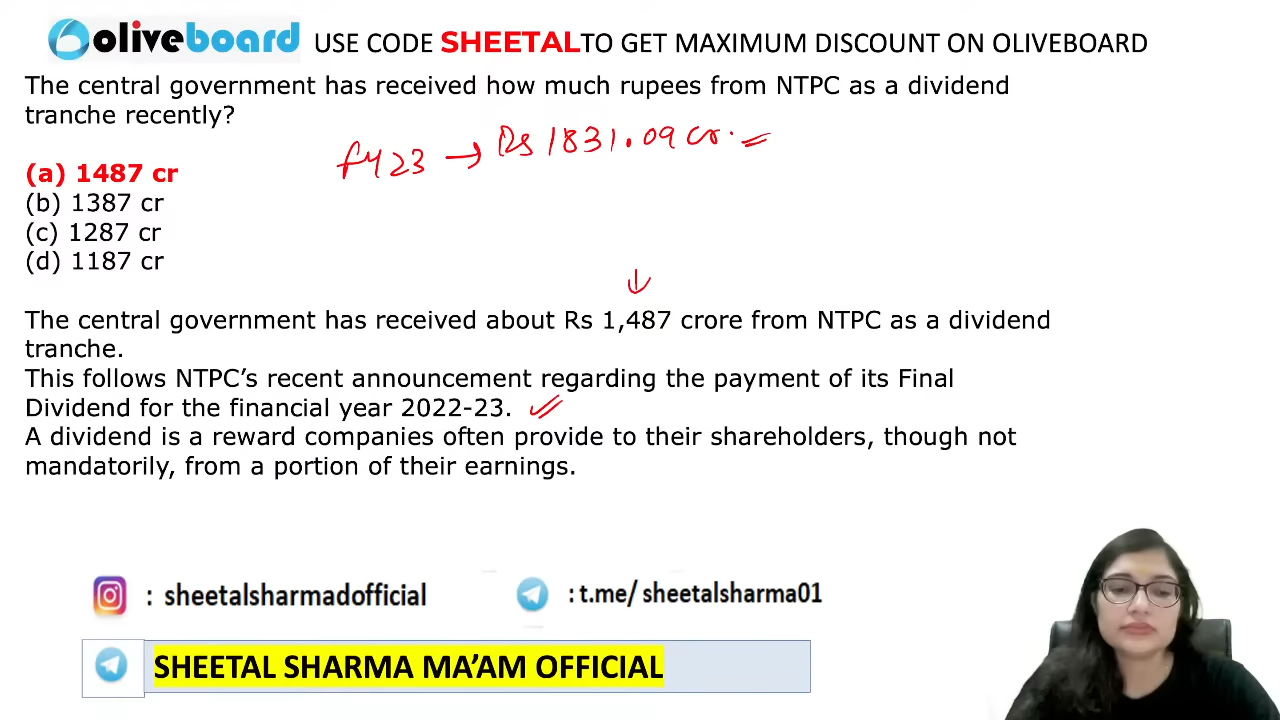 oliveboard USE CODE SHEETAL TO GET MAXIMUM DISCOUNT ON OLIVEBOARD
The central government has received how much rupees from NTPC as a dividend
tranche recently?
FY23 → Rs 1831.09 cr.
(a) 1487 cr
(b) 1387 cr
(c) 1287 cr
(d) 1187 cr
The central government has received about Rs 1,487 crore from NTPC as a dividend
tranche.
This follows NTPC’s recent announcement regarding the payment of its Final
Dividend for the financial year 2022-23.
A dividend is a reward companies often provide to their shareholders, though not
mandatorily, from a portion of their earnings.
: sheetalsharmadofficial : t.me/ sheetalsharma01
SHEETAL SHARMA MA’AM OFFICIAL